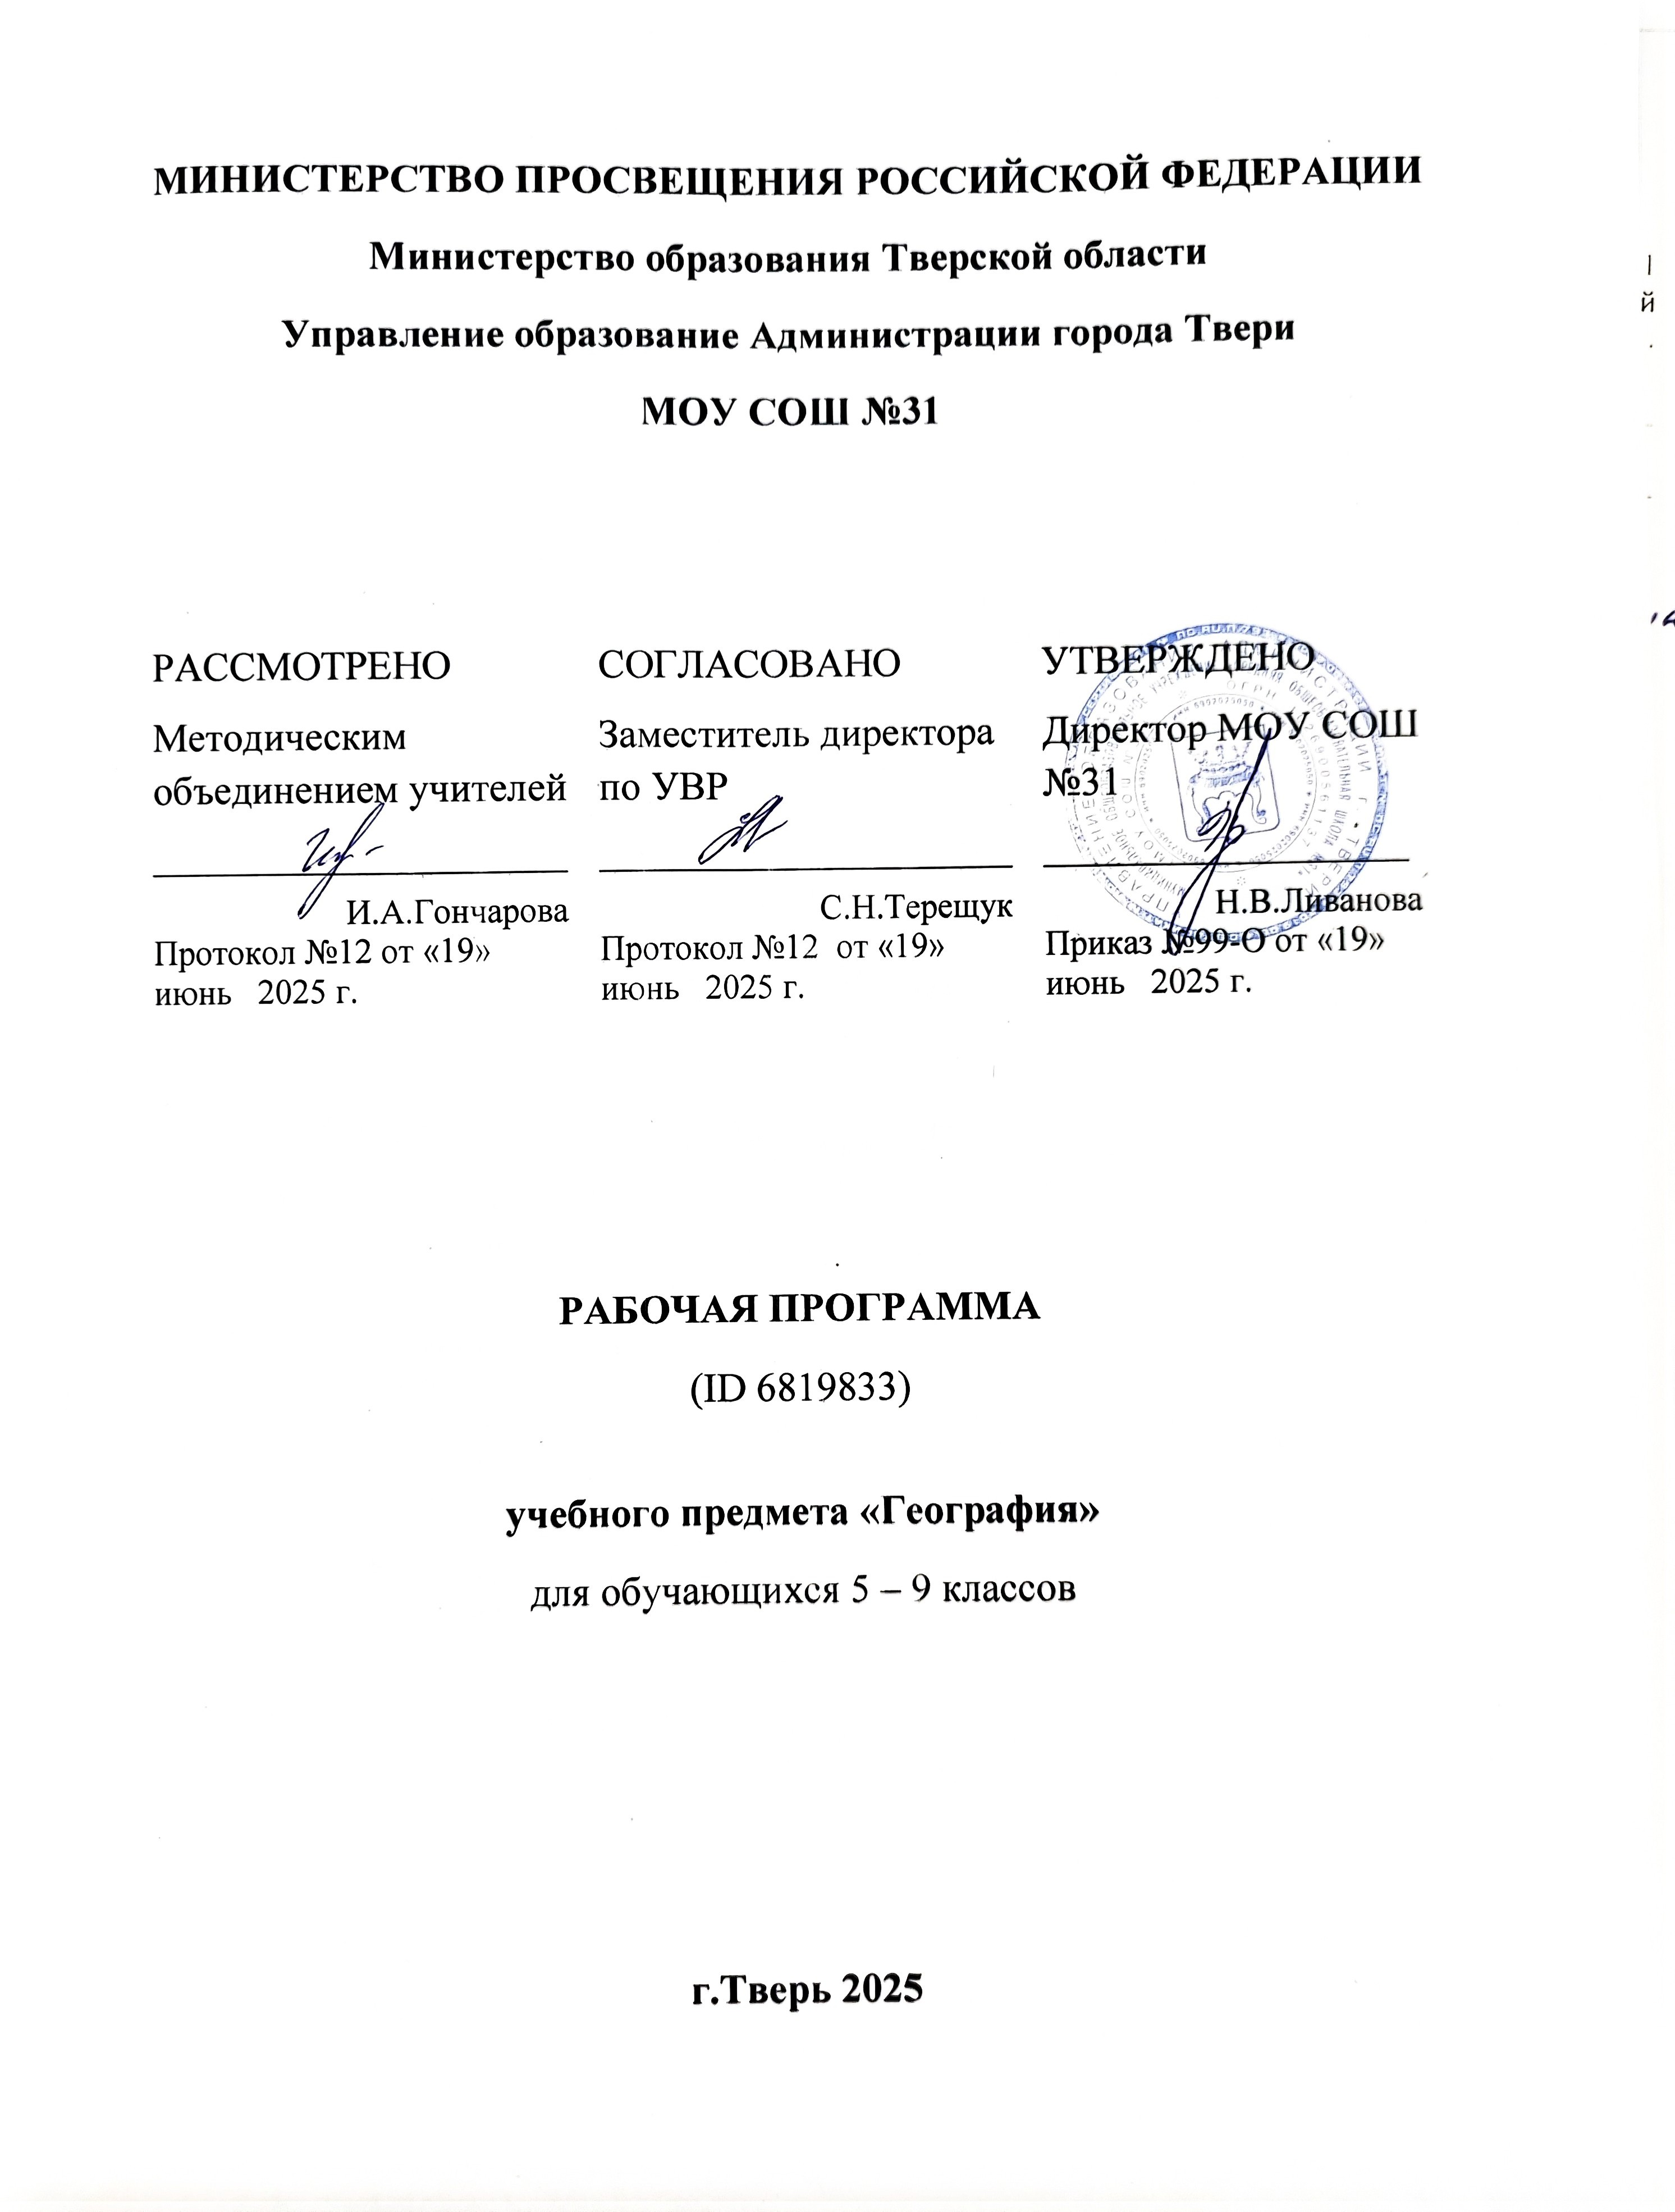 МИНИСТЕРСТВО ПРОСВЕЩЕНИЯ РОССИЙСКОЙ ФЕДЕРАЦИИ
Министерство образования Тверской области
Управление образование Администрации города Твери
МОУ СОШ №31
РАССМОТРЕНО
Методическим
объединением учителей
И.А.Гончарова
Протокол №12 от «19»
июнь 2025 г.
СОГЛАСОВАНО
Заместитель директора
по УВР
С.Н.Терещук
Протокол №12 от «19»
июнь 2025 г.
УТВЕРЖДЕНО
Директор МОУ СОШ
№31
Н.В.Ливанова
Приказ №99-О от «19»
июнь 2025 г.
РАБОЧАЯ ПРОГРАММА
(ID 6819833)
учебного предмета «География»
для обучающихся 5 – 9 классов
г.Тверь 2025
й